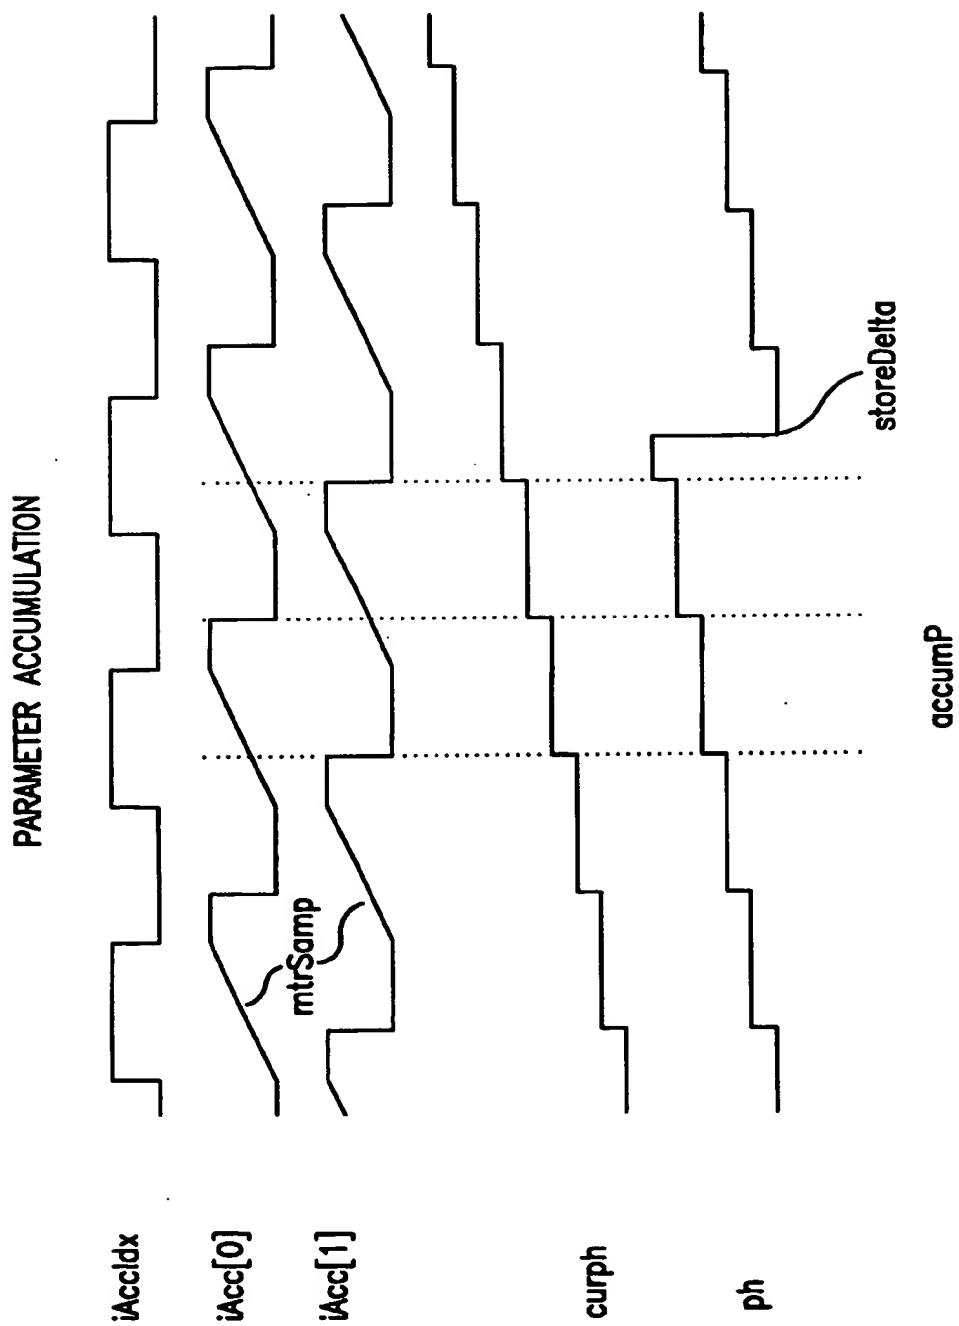 PARAMETER ACCUMULATION
iAccIdx
iAcc[0]
mtrSamp
iAcc[1]
curph
ph
storeDelta
accumP